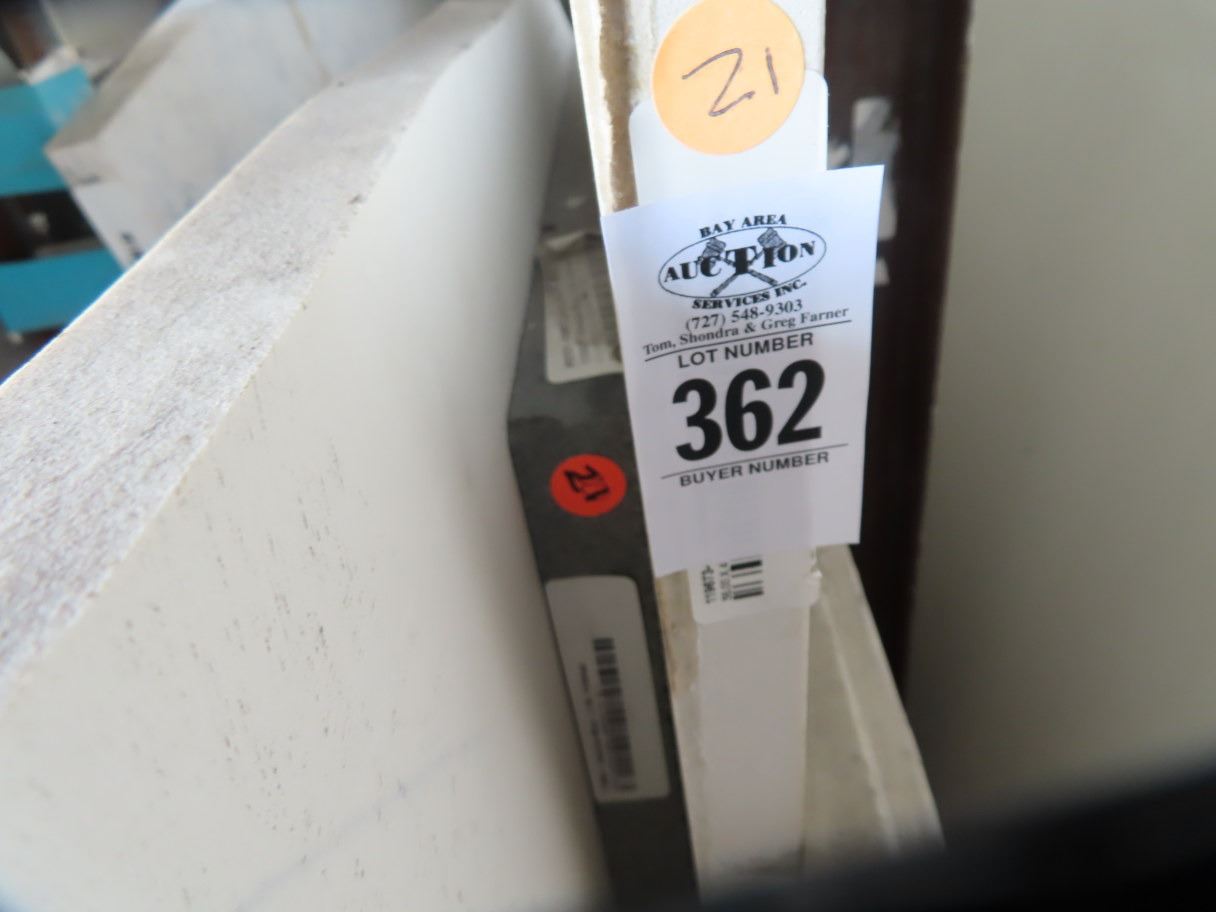 21
BAY AREA
AUCTION
SERVICES INC.
(727) 548-9303
Tom, Shondra & Greg Farner
LOT NUMBER
362
BUYER NUMBER
21
119673-